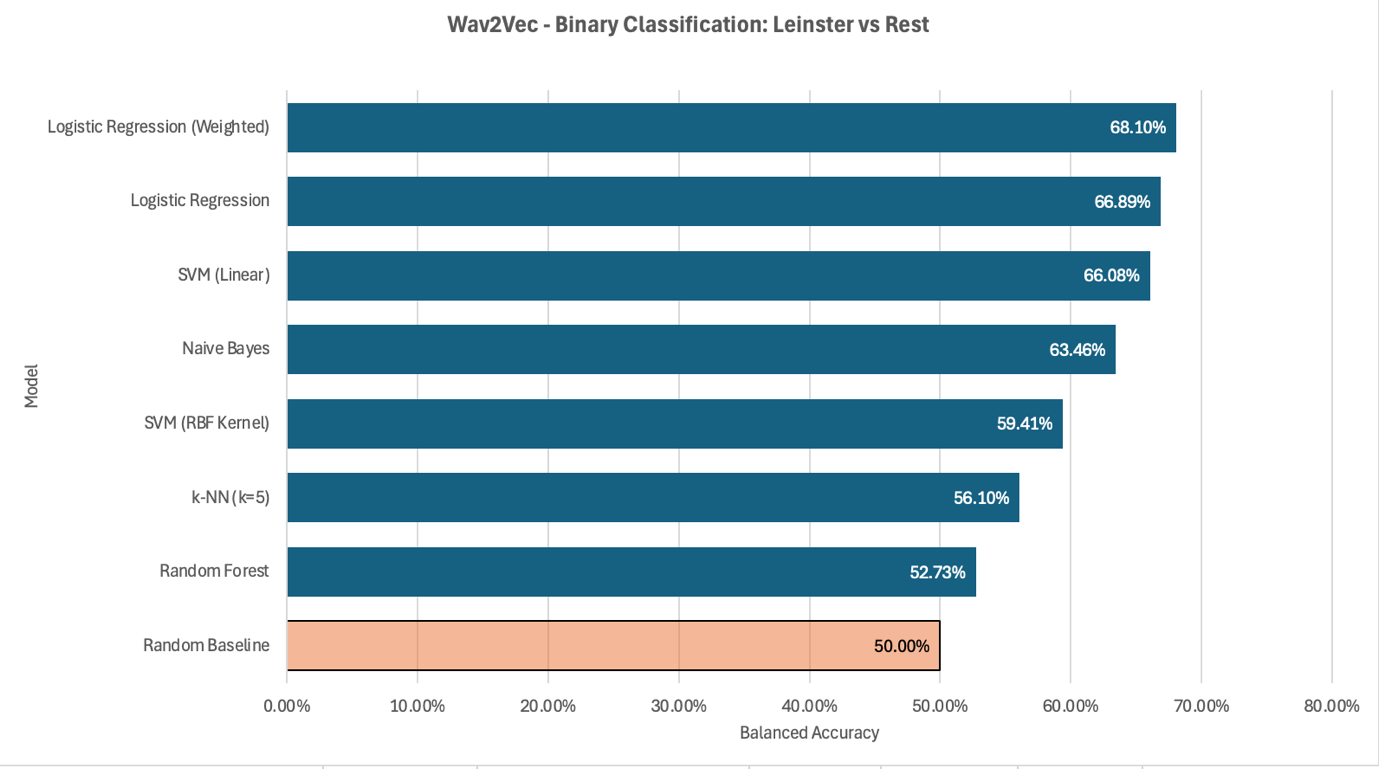 Wav2Vec - Binary Classification: Leinster vs Rest
Logistic Regression (Weighted) 68.10%
Logistic Regression 66.89%
SVM (Linear) 66.08%
Naive Bayes 63.46%
Model
SVM (RBF Kernel) 59.41%
k-NN (k=5) 56.10%
Random Forest 52.73%
Random Baseline 50.00%
0.00% 10.00% 20.00% 30.00% 40.00% 50.00% 60.00% 70.00% 80.00%
Balanced Accuracy